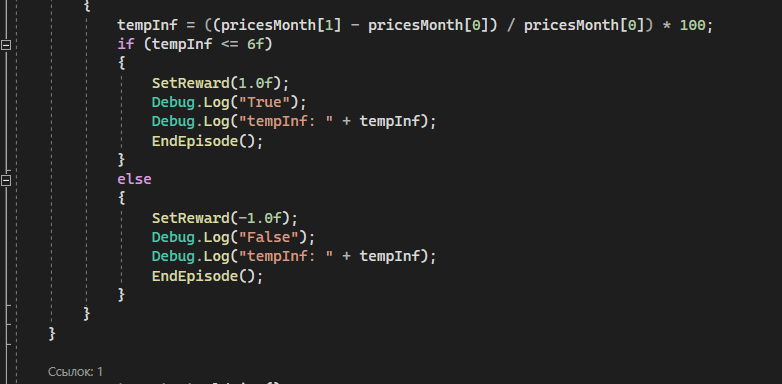 {
tempInf = ((pricesMonth[1] - pricesMonth[0]) / pricesMonth[0]) * 100;
if (tempInf <= 6f)
{
SetReward(1.0f);
Debug.Log("True");
Debug.Log("tempInf: " + tempInf);
EndEpisode();
}
else
{
SetReward(-1.0f);
Debug.Log("False");
Debug.Log("tempInf: " + tempInf);
EndEpisode();
}
}
}
Ссылок: 1